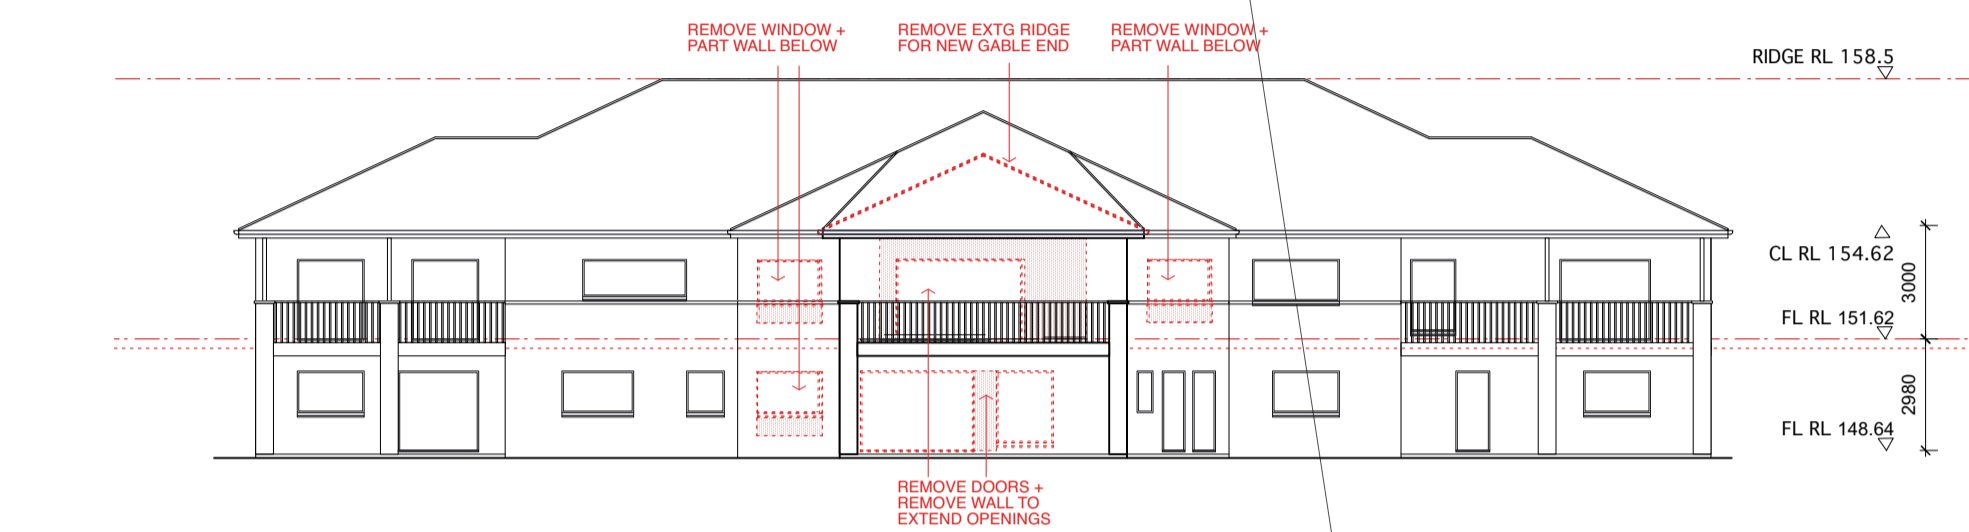 REMOVE WINDOW +
PART WALL BELOW
REMOVE EXTG RIDGE
FOR NEW GABLE END
REMOVE WINDOW +
PART WALL BELOW
RIDGE RL 158.5
CL RL 154.62
3000
FL RL 151.62
2980
FL RL 148.64
REMOVE DOORS +
REMOVE WALL TO
EXTEND OPENINGS